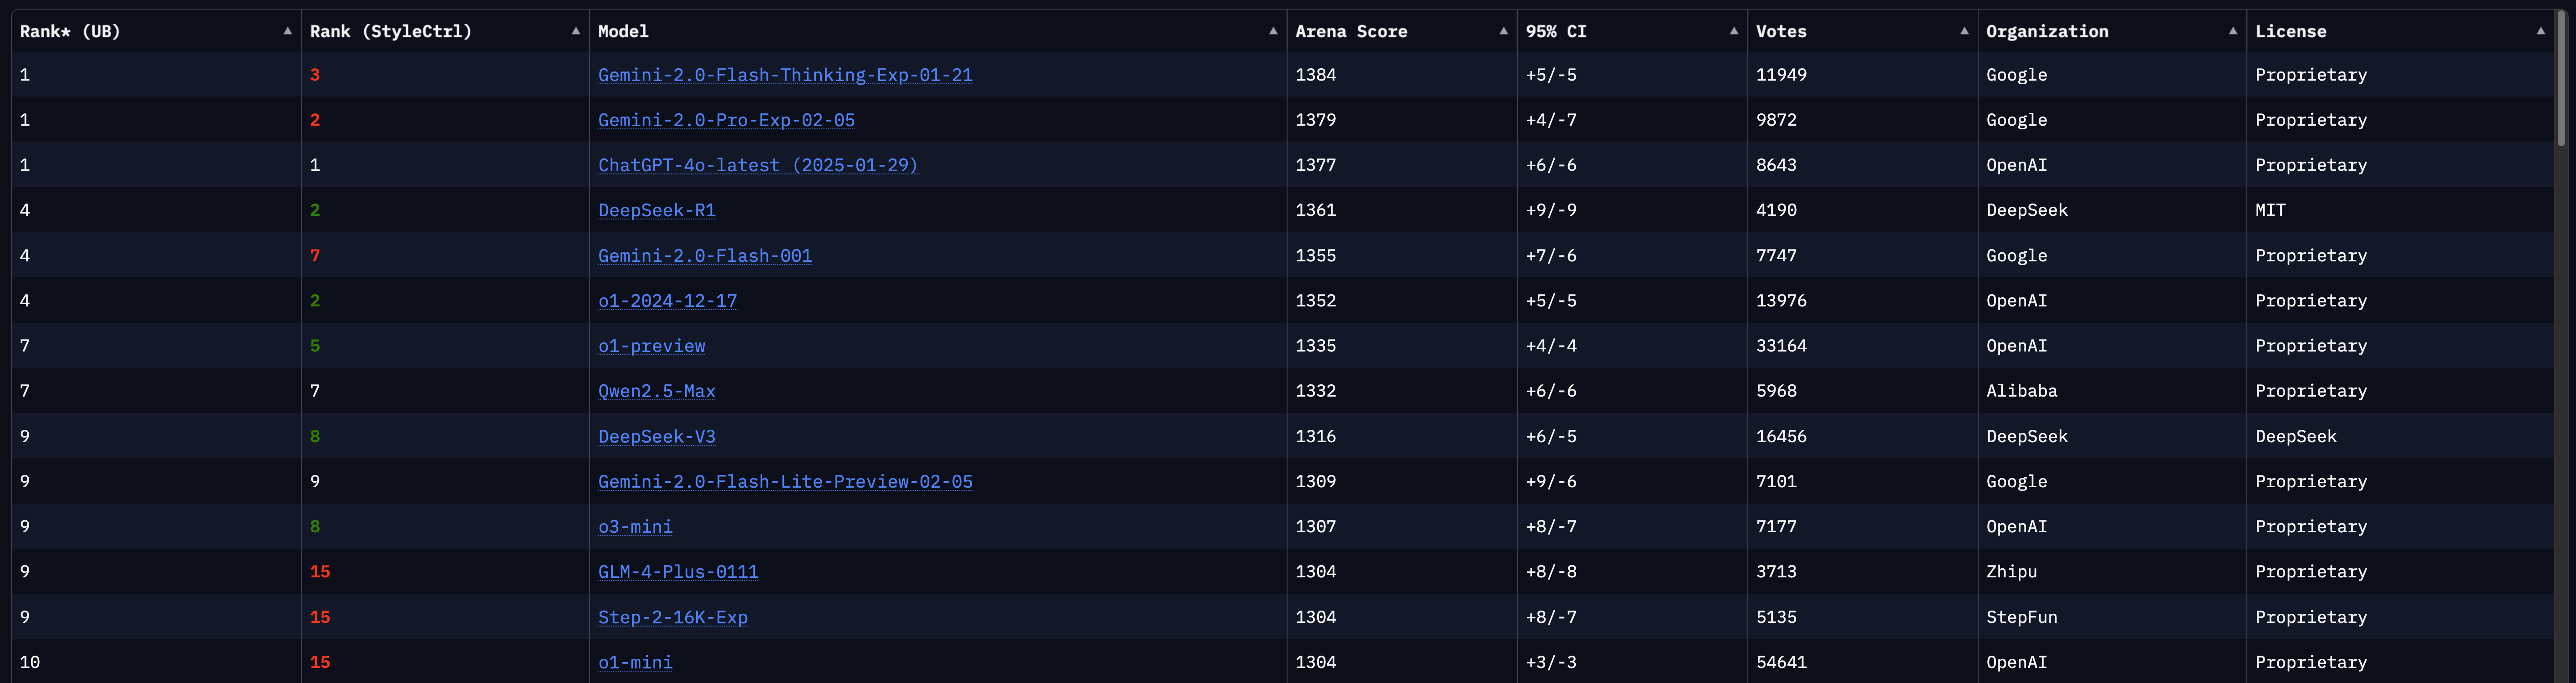 Rank* (UB) ▲ Rank (StyleCtrl) ▲ Model ▲ Arena Score ▲ 95% CI ▲ Votes ▲ Organization ▲ License ▲
1 3 Gemini-2.0-Flash-Thinking-Exp-01-21 1384 +5/-5 11949 Google Proprietary
1 2 Gemini-2.0-Pro-Exp-02-05 1379 +4/-7 9872 Google Proprietary
1 1 ChatGPT-4o-latest (2025-01-29) 1377 +6/-6 8643 OpenAI Proprietary
4 2 DeepSeek-R1 1361 +9/-9 4190 DeepSeek MIT
4 7 Gemini-2.0-Flash-001 1355 +7/-6 7747 Google Proprietary
4 2 o1-2024-12-17 1352 +5/-5 13976 OpenAI Proprietary
7 5 o1-preview 1335 +4/-4 33164 OpenAI Proprietary
7 7 Qwen2.5-Max 1332 +6/-6 5968 Alibaba Proprietary
9 8 DeepSeek-V3 1316 +6/-5 16456 DeepSeek DeepSeek
9 9 Gemini-2.0-Flash-Lite-Preview-02-05 1309 +9/-6 7101 Google Proprietary
9 8 o3-mini 1307 +8/-7 7177 OpenAI Proprietary
9 15 GLM-4-Plus-0111 1304 +8/-8 3713 Zhipu Proprietary
9 15 Step-2-16K-Exp 1304 +8/-7 5135 StepFun Proprietary
10 15 o1-mini 1304 +3/-3 54641 OpenAI Proprietary